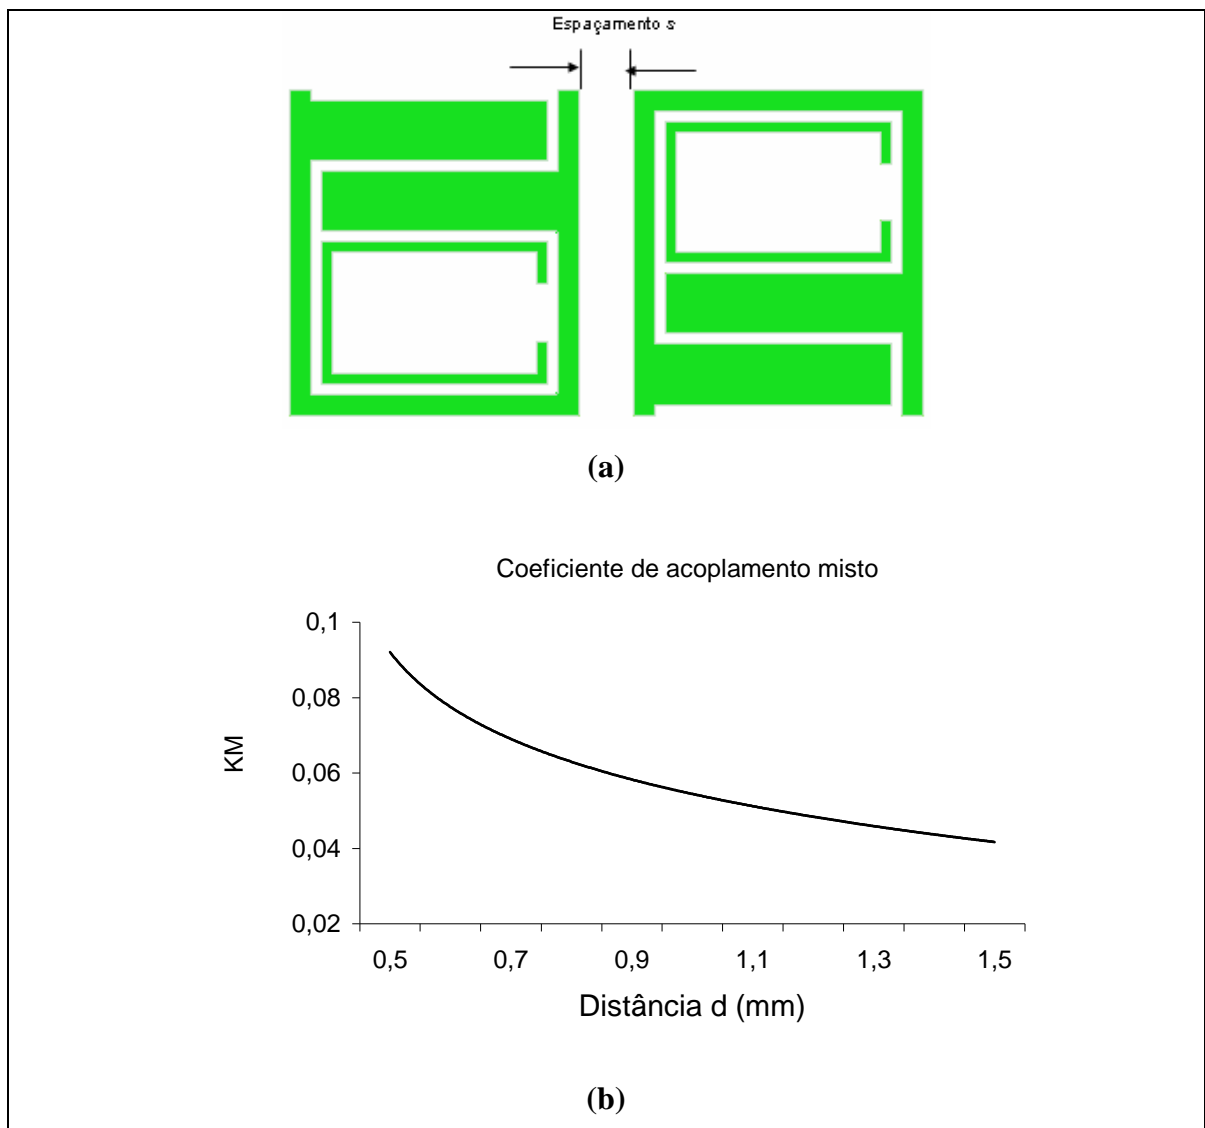 Espaçamento s
(a)
Coeficiente de acoplamento misto
0,1
0,08
0,06
0,04
0,02
KM
0,5 0,7 0,9 1,1 1,3 1,5
Distância d (mm)
(b)